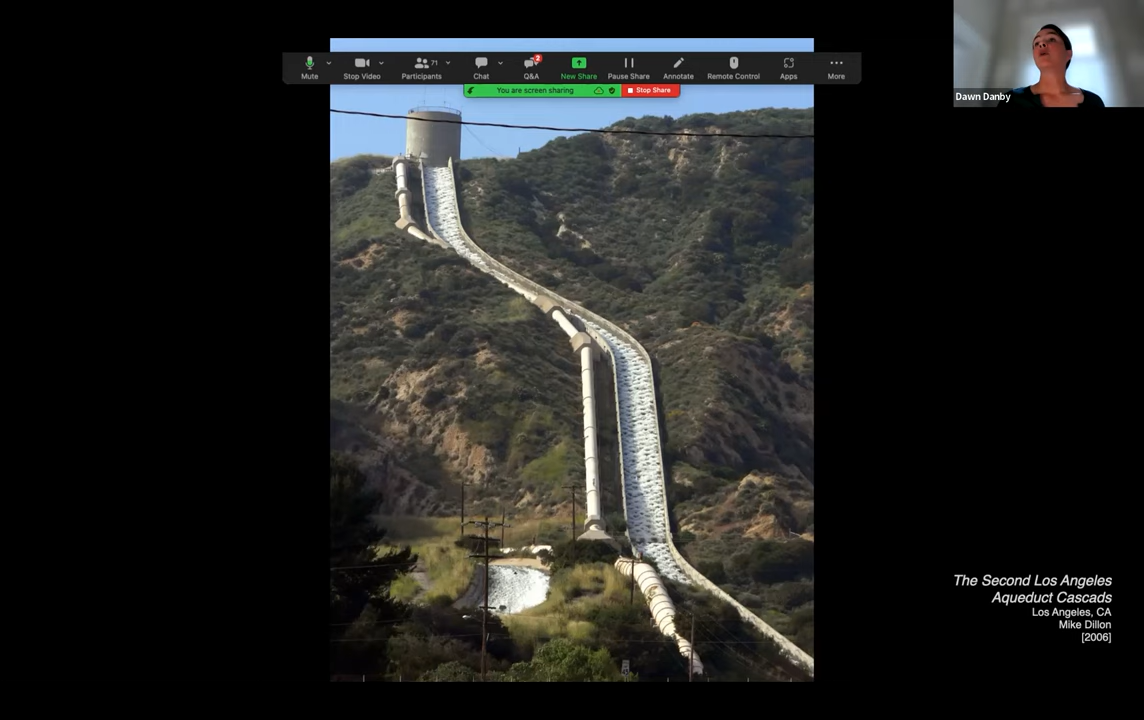 Mute
Stop Video
71
Participants
Chat
2
Q&A
New Share
Pause Share
Annotate
Remote Control
Apps
More
You are screen sharing
Stop Share
Dawn Danby
The Second Los Angeles
Aqueduct Cascads
Los Angeles, CA
Mike Dillon
[2006]